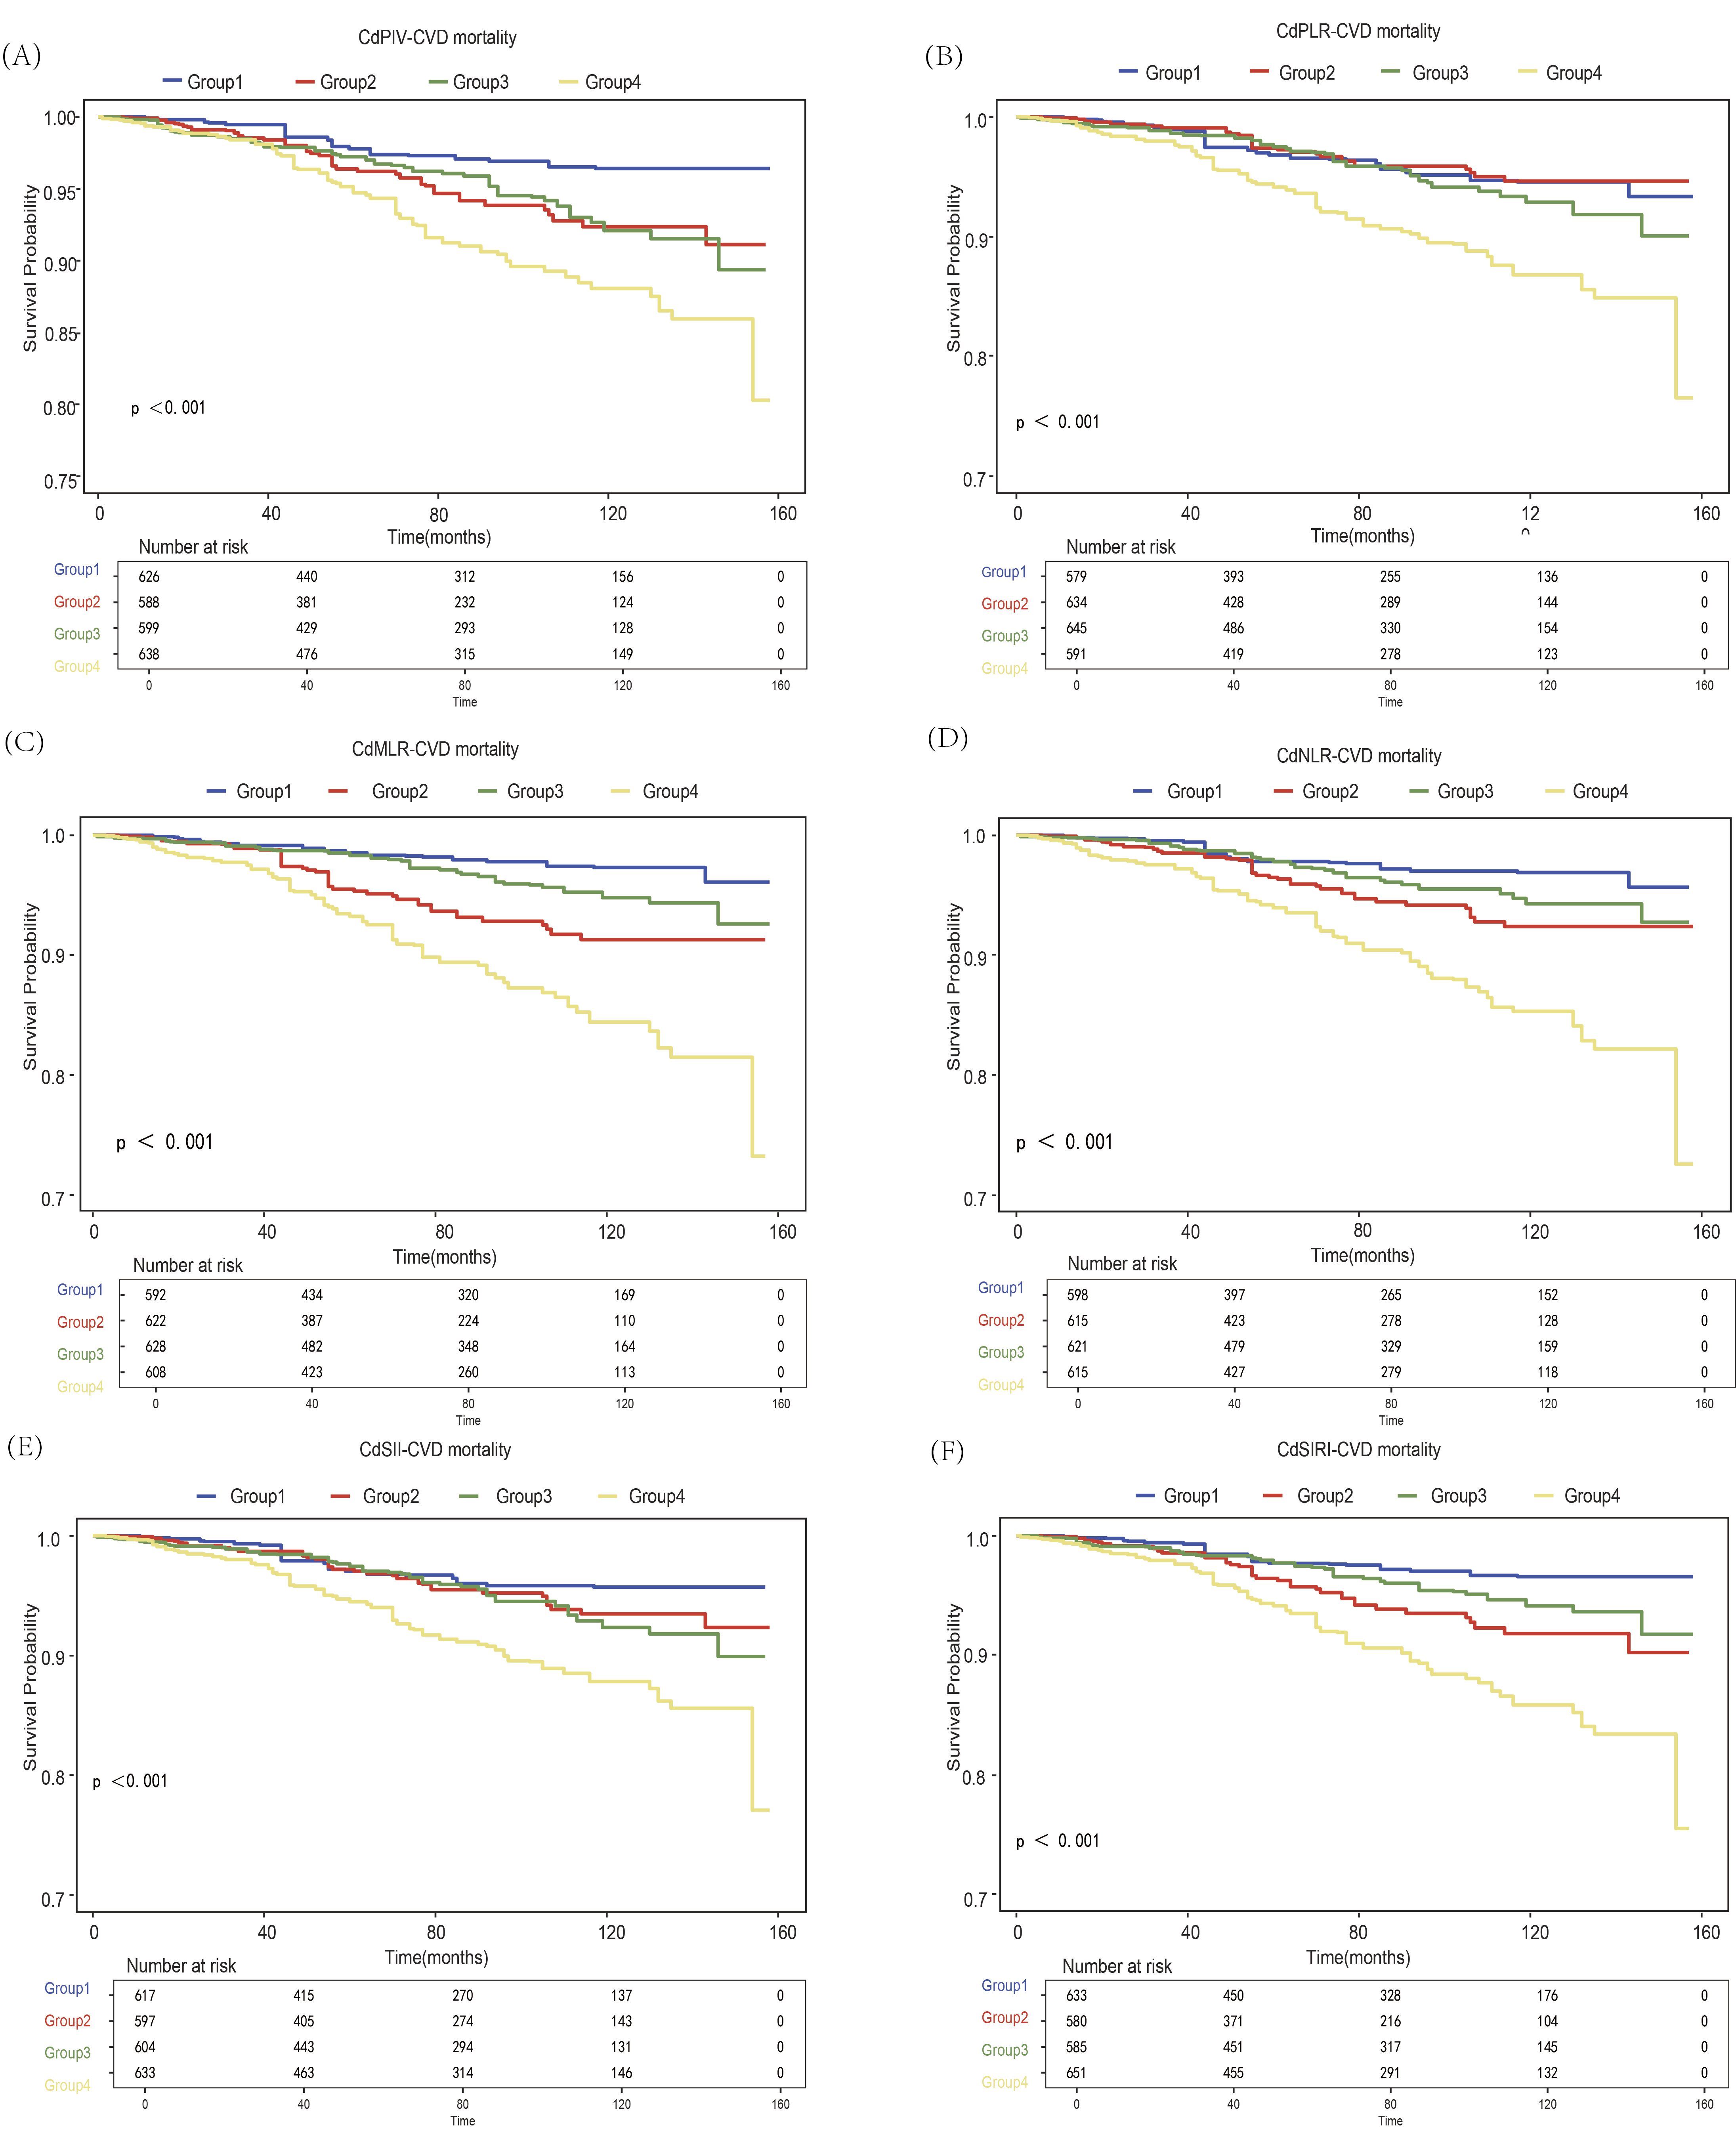 (A)
CdPIV-CVD mortality
Group1 Group2 Group3 Group4
1.00
0.95
0.90
0.85
0.80
0.75
Survival Probability
p <0.001
0 40 80 120 160
Time(months)
Number at risk
Group1 626 440 312 156 0
Group2 588 381 232 124 0
Group3 599 429 293 128 0
Group4 638 476 315 149 0
0 40 80 120 160
Time
(B)
CdPLR-CVD mortality
Group1 Group2 Group3 Group4
1.0
0.9
0.8
0.7
Survival Probability
p < 0.001
0 40 80 12 160
0
Time(months)
Number at risk
Group1 579 393 255 136 0
Group2 634 428 289 144 0
Group3 645 486 330 154 0
Group4 591 419 278 123 0
0 40 80 120 160
Time
(C)
CdMLR-CVD mortality
Group1 Group2 Group3 Group4
1.0
0.9
0.8
0.7
Survival Probability
p < 0.001
0 40 80 120 160
Time(months)
Number at risk
Group1 592 434 320 169 0
Group2 622 387 224 110 0
Group3 628 482 348 164 0
Group4 608 423 260 113 0
0 40 80 120 160
Time
(D)
CdNLR-CVD mortality
Group1 Group2 Group3 Group4
1.0
0.9
0.8
0.7
Survival Probability
p < 0.001
0 40 80 120 160
Time(months)
Number at risk
Group1 598 397 265 152 0
Group2 615 423 278 128 0
Group3 621 479 329 159 0
Group4 615 427 279 118 0
0 40 80 120 160
Time
(E)
CdSII-CVD mortality
Group1 Group2 Group3 Group4
1.0
0.9
0.8
0.7
Survival Probability
p <0.001
0 40 80 120 160
Time(months)
Number at risk
Group1 617 415 270 137 0
Group2 597 405 274 143 0
Group3 604 443 294 131 0
Group4 633 463 314 146 0
0 40 80 120 160
Time
(F)
CdSIRI-CVD mortality
Group1 Group2 Group3 Group4
1.0
0.9
0.8
0.7
Survival Probability
p < 0.001
0 40 80 120 160
Time(months)
Number at risk
Group1 633 450 328 176 0
Group2 580 371 216 104 0
Group3 585 451 317 145 0
Group4 651 455 291 132 0
0 40 80 120 160
Time